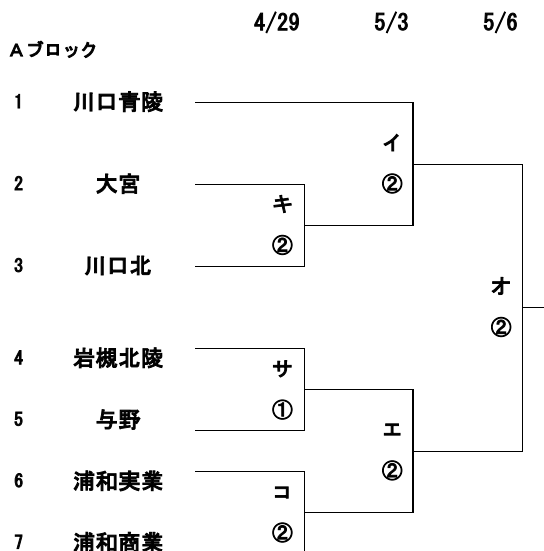 4/29 5/3 5/6
Aブロック
1 川口青陵
イ
2 大宮 ②
キ
②
3 川口北
オ
②
4 岩槻北陵
サ
①
5 与野 エ
②
6 浦和実業
コ
②
7 浦和商業